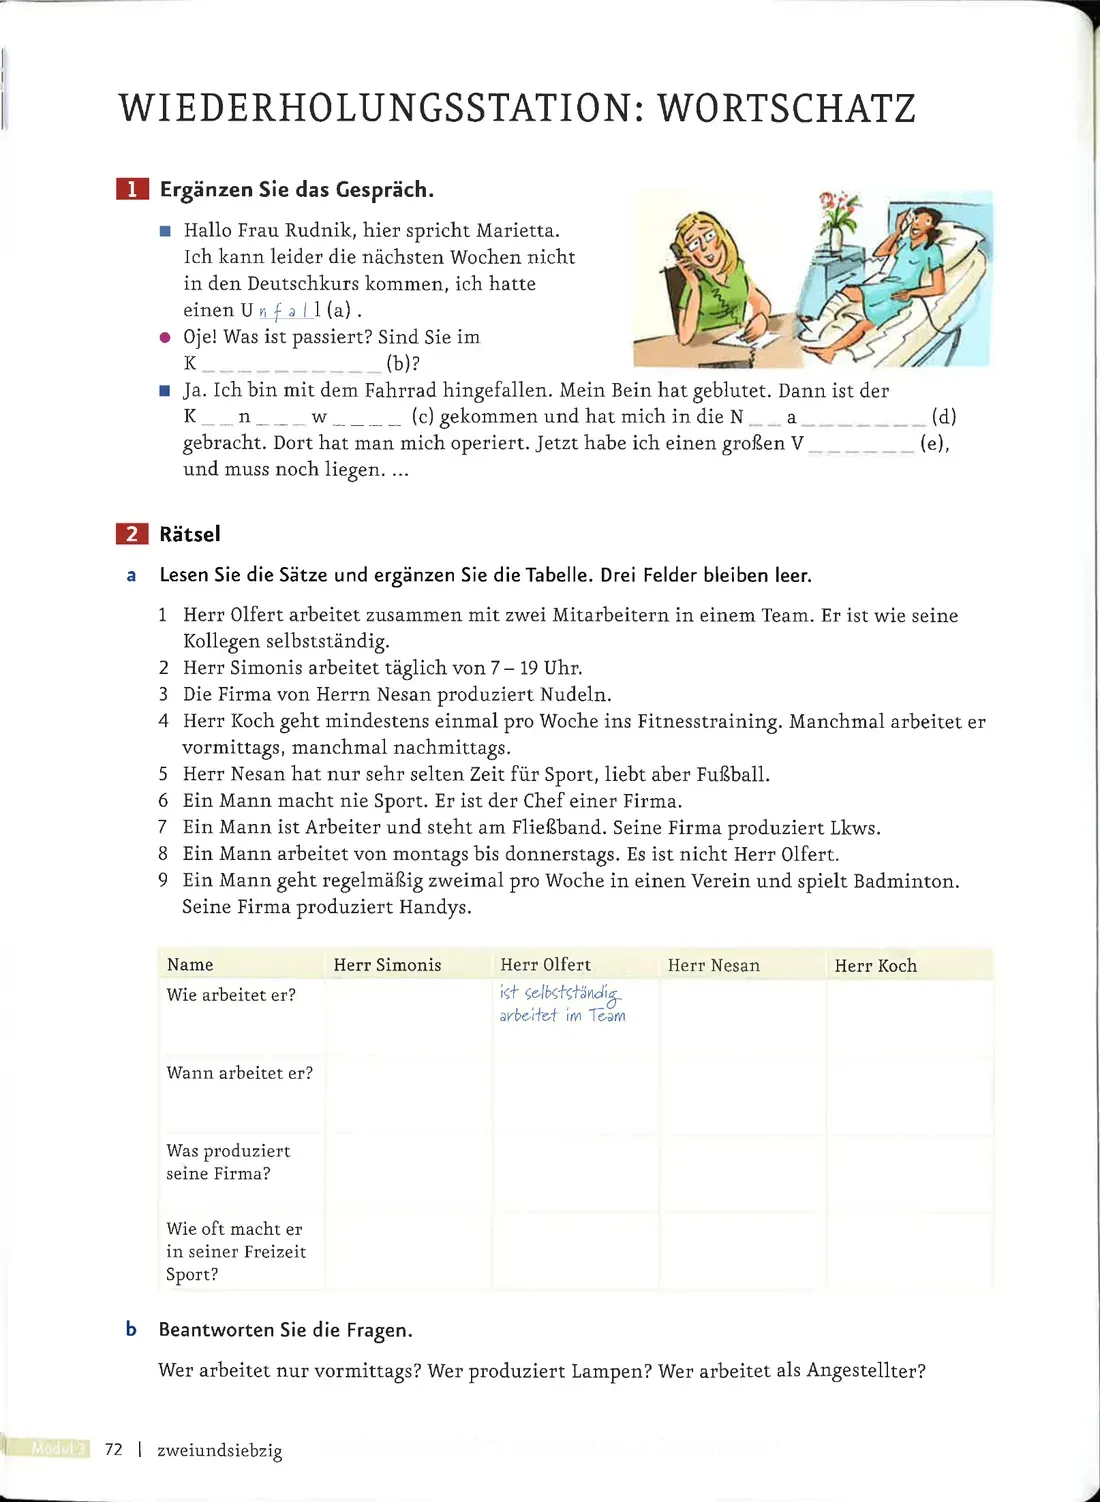 WIEDERHOLUNGSSTATION: WORTSCHATZ
1 Ergänzen Sie das Gespräch.
Hallo Frau Rudnik, hier spricht Marietta.
Ich kann leider die nächsten Wochen nicht
in den Deutschkurs kommen, ich hatte
einen U n f a l l (a) .
Oje! Was ist passiert? Sind Sie im
K _ _ _ _ _ _ _ _ _ _ (b)?
Ja. Ich bin mit dem Fahrrad hingefallen. Mein Bein hat geblutet. Dann ist der
K _ _ n _ _ _ w _ _ _ _ (c) gekommen und hat mich in die N _ _ a _ _ _ _ _ _ _ (d)
gebracht. Dort hat man mich operiert. Jetzt habe ich einen großen V _ _ _ _ _ _ (e),
und muss noch liegen. ...
2 Rätsel
a Lesen Sie die Sätze und ergänzen Sie die Tabelle. Drei Felder bleiben leer.
1 Herr Olfert arbeitet zusammen mit zwei Mitarbeitern in einem Team. Er ist wie seine
Kollegen selbstständig.
2 Herr Simonis arbeitet täglich von 7 – 19 Uhr.
3 Die Firma von Herrn Nesan produziert Nudeln.
4 Herr Koch geht mindestens einmal pro Woche ins Fitnesstraining. Manchmal arbeitet er
vormittags, manchmal nachmittags.
5 Herr Nesan hat nur sehr selten Zeit für Sport, liebt aber Fußball.
6 Ein Mann macht nie Sport. Er ist der Chef einer Firma.
7 Ein Mann ist Arbeiter und steht am Fließband. Seine Firma produziert Lkws.
8 Ein Mann arbeitet von montags bis donnerstags. Es ist nicht Herr Olfert.
9 Ein Mann geht regelmäßig zweimal pro Woche in einen Verein und spielt Badminton.
Seine Firma produziert Handys.
Name Herr Simonis Herr Olfert Herr Nesan Herr Koch
Wie arbeitet er? ist selbstständig
arbeitet im Team
Wann arbeitet er?
Was produziert
seine Firma?
Wie oft macht er
in seiner Freizeit
Sport?
b Beantworten Sie die Fragen.
Wer arbeitet nur vormittags? Wer produziert Lampen? Wer arbeitet als Angestellter?
Modul 3 72 | zweiundsiebzig